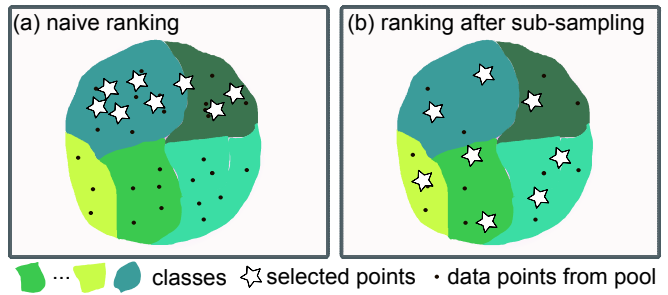 (a) naive ranking
(b) ranking after sub-sampling
... classes selected points data points from pool